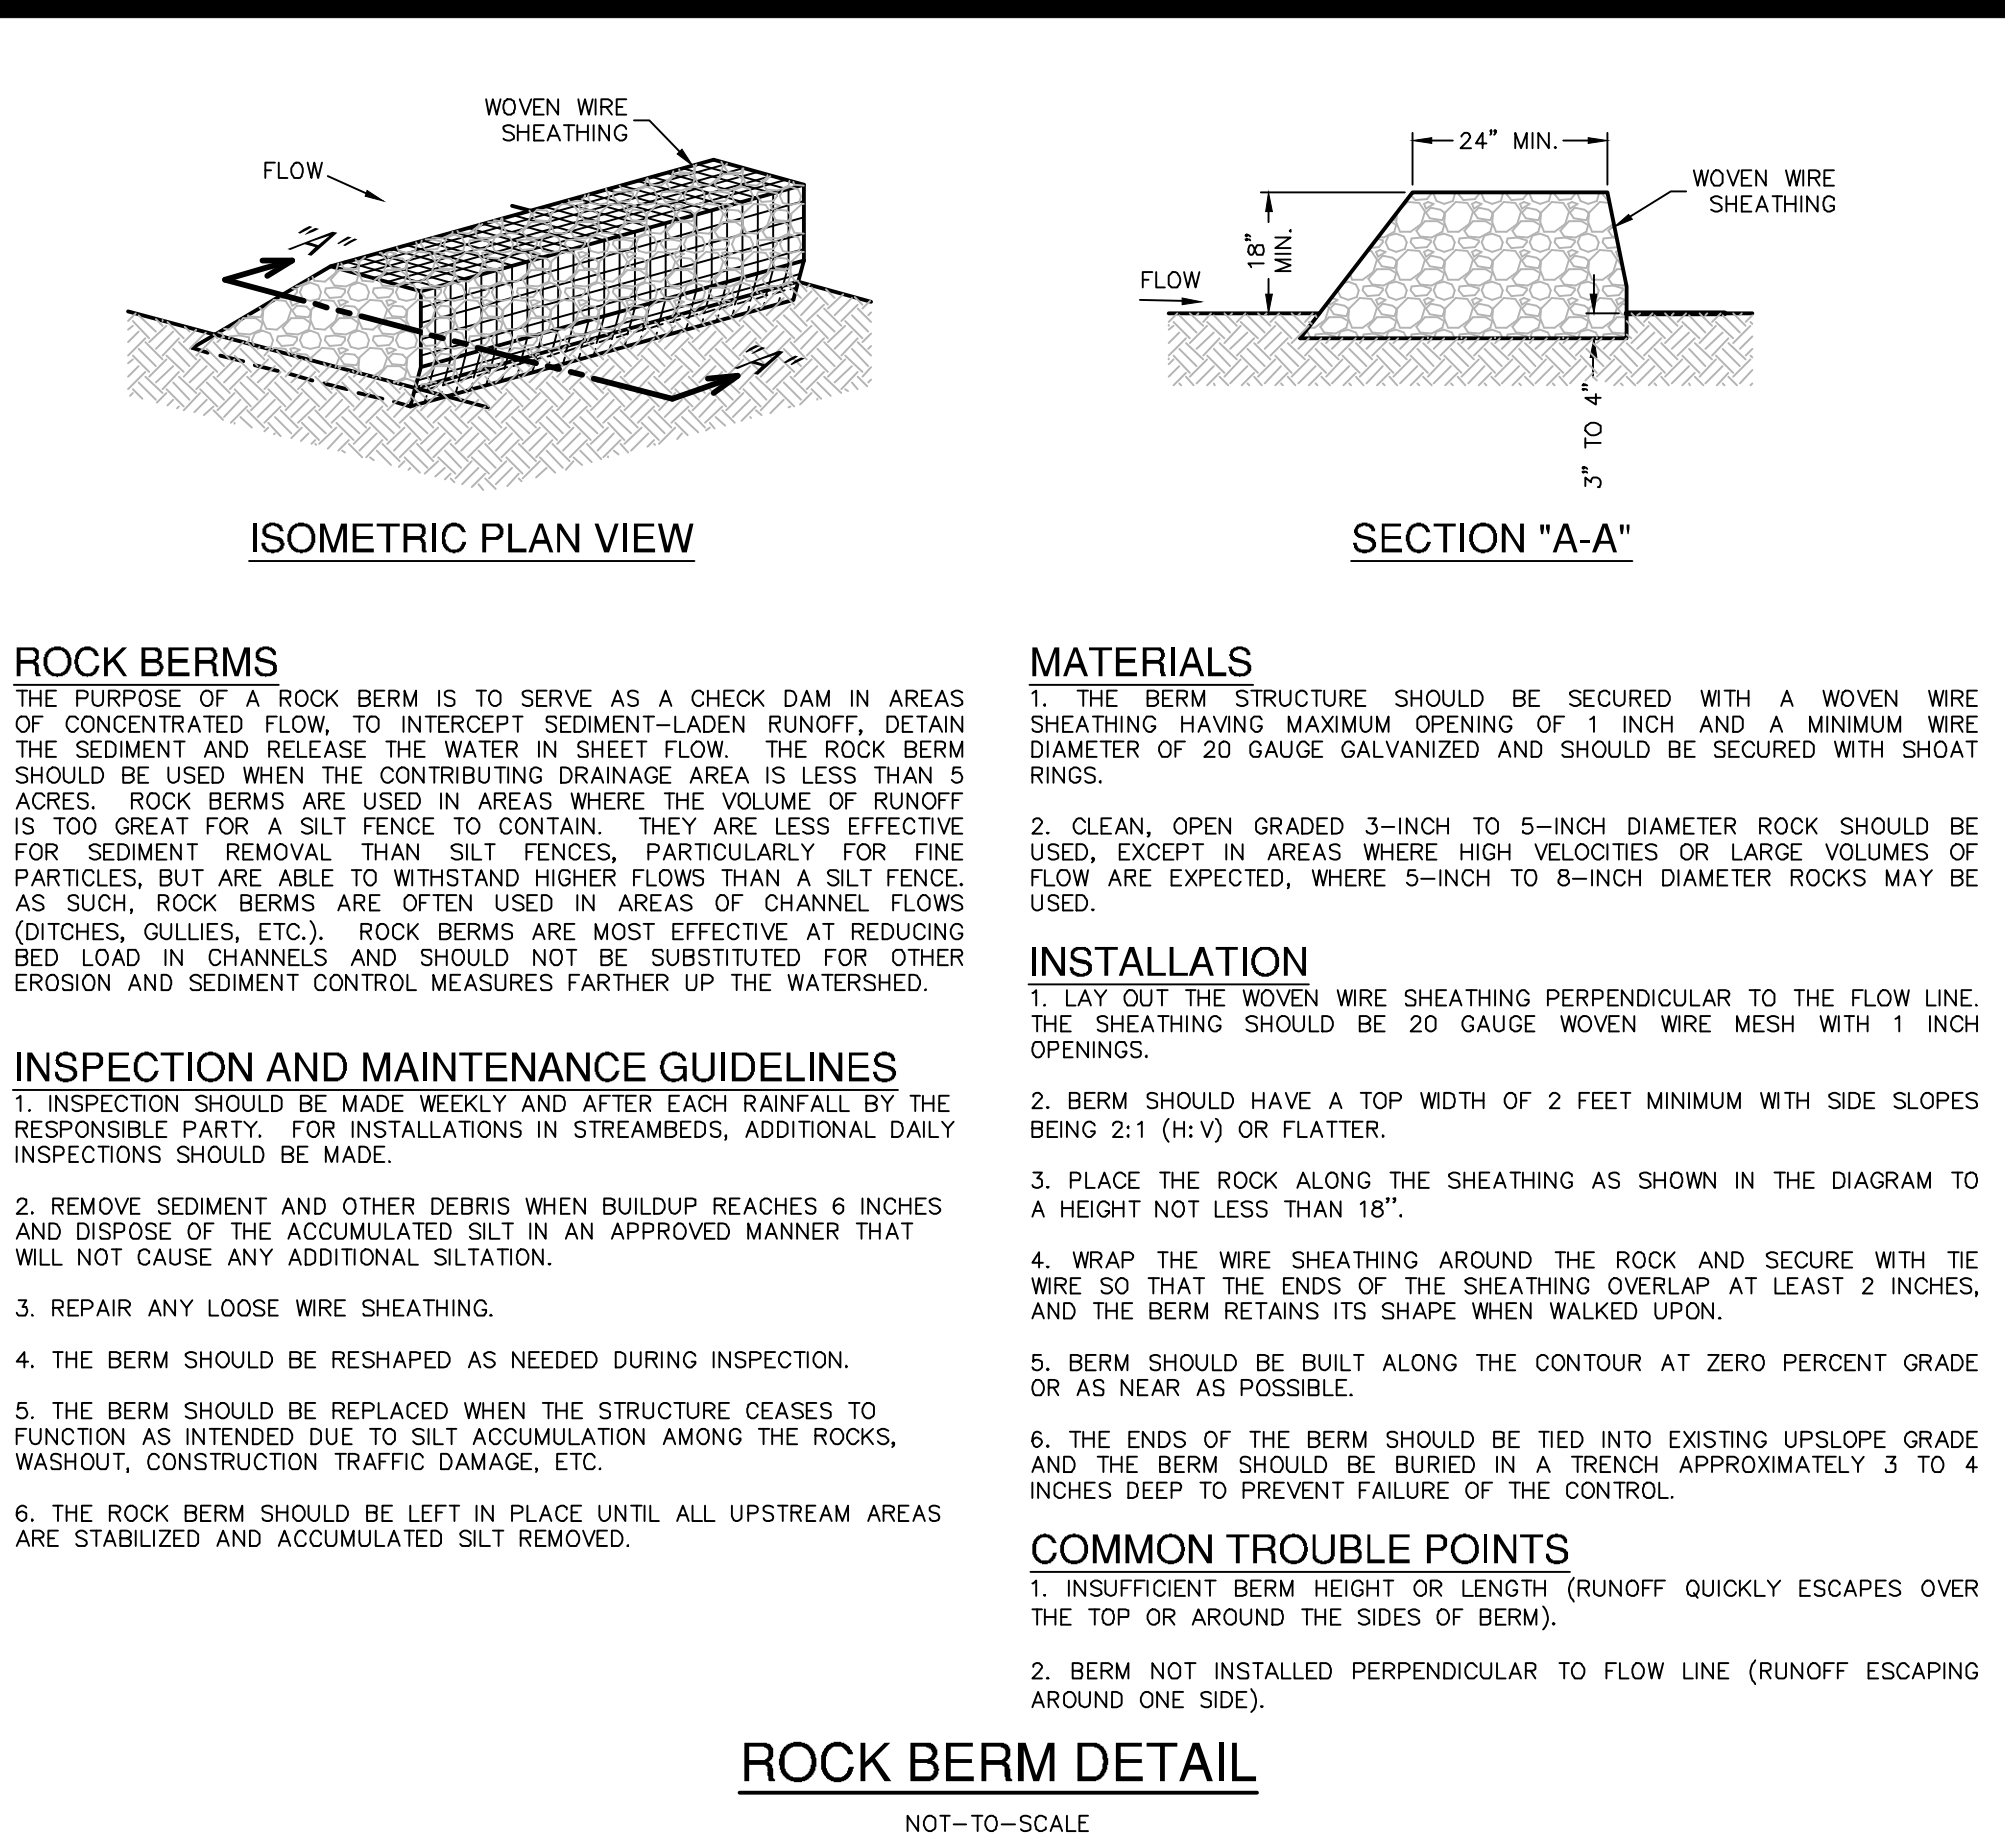 WOVEN WIRE
SHEATHING
FLOW
"A"
"A"
ISOMETRIC PLAN VIEW
24" MIN.
WOVEN WIRE
SHEATHING
18"
MIN.
FLOW
3" TO 4"
SECTION "A-A"
ROCK BERMS
THE PURPOSE OF A ROCK BERM IS TO SERVE AS A CHECK DAM IN AREAS
OF CONCENTRATED FLOW, TO INTERCEPT SEDIMENT-LADEN RUNOFF, DETAIN
THE SEDIMENT AND RELEASE THE WATER IN SHEET FLOW. THE ROCK BERM
SHOULD BE USED WHEN THE CONTRIBUTING DRAINAGE AREA IS LESS THAN 5
ACRES. ROCK BERMS ARE USED IN AREAS WHERE THE VOLUME OF RUNOFF
IS TOO GREAT FOR A SILT FENCE TO CONTAIN. THEY ARE LESS EFFECTIVE
FOR SEDIMENT REMOVAL THAN SILT FENCES, PARTICULARLY FOR FINE
PARTICLES, BUT ARE ABLE TO WITHSTAND HIGHER FLOWS THAN A SILT FENCE.
AS SUCH, ROCK BERMS ARE OFTEN USED IN AREAS OF CHANNEL FLOWS
(DITCHES, GULLIES, ETC.). ROCK BERMS ARE MOST EFFECTIVE AT REDUCING
BED LOAD IN CHANNELS AND SHOULD NOT BE SUBSTITUTED FOR OTHER
EROSION AND SEDIMENT CONTROL MEASURES FARTHER UP THE WATERSHED.
INSPECTION AND MAINTENANCE GUIDELINES
1. INSPECTION SHOULD BE MADE WEEKLY AND AFTER EACH RAINFALL BY THE
RESPONSIBLE PARTY. FOR INSTALLATIONS IN STREAMBEDS, ADDITIONAL DAILY
INSPECTIONS SHOULD BE MADE.
2. REMOVE SEDIMENT AND OTHER DEBRIS WHEN BUILDUP REACHES 6 INCHES
AND DISPOSE OF THE ACCUMULATED SILT IN AN APPROVED MANNER THAT
WILL NOT CAUSE ANY ADDITIONAL SILTATION.
3. REPAIR ANY LOOSE WIRE SHEATHING.
4. THE BERM SHOULD BE RESHAPED AS NEEDED DURING INSPECTION.
5. THE BERM SHOULD BE REPLACED WHEN THE STRUCTURE CEASES TO
FUNCTION AS INTENDED DUE TO SILT ACCUMULATION AMONG THE ROCKS,
WASHOUT, CONSTRUCTION TRAFFIC DAMAGE, ETC.
6. THE ROCK BERM SHOULD BE LEFT IN PLACE UNTIL ALL UPSTREAM AREAS
ARE STABILIZED AND ACCUMULATED SILT REMOVED.
MATERIALS
1. THE BERM STRUCTURE SHOULD BE SECURED WITH A WOVEN WIRE
SHEATHING HAVING MAXIMUM OPENING OF 1 INCH AND A MINIMUM WIRE
DIAMETER OF 20 GAUGE GALVANIZED AND SHOULD BE SECURED WITH SHOAT
RINGS.
2. CLEAN, OPEN GRADED 3-INCH TO 5-INCH DIAMETER ROCK SHOULD BE
USED, EXCEPT IN AREAS WHERE HIGH VELOCITIES OR LARGE VOLUMES OF
FLOW ARE EXPECTED, WHERE 5-INCH TO 8-INCH DIAMETER ROCKS MAY BE
USED.
INSTALLATION
1. LAY OUT THE WOVEN WIRE SHEATHING PERPENDICULAR TO THE FLOW LINE.
THE SHEATHING SHOULD BE 20 GAUGE WOVEN WIRE MESH WITH 1 INCH
OPENINGS.
2. BERM SHOULD HAVE A TOP WIDTH OF 2 FEET MINIMUM WITH SIDE SLOPES
BEING 2:1 (H:V) OR FLATTER.
3. PLACE THE ROCK ALONG THE SHEATHING AS SHOWN IN THE DIAGRAM TO
A HEIGHT NOT LESS THAN 18".
4. WRAP THE WIRE SHEATHING AROUND THE ROCK AND SECURE WITH TIE
WIRE SO THAT THE ENDS OF THE SHEATHING OVERLAP AT LEAST 2 INCHES,
AND THE BERM RETAINS ITS SHAPE WHEN WALKED UPON.
5. BERM SHOULD BE BUILT ALONG THE CONTOUR AT ZERO PERCENT GRADE
OR AS NEAR AS POSSIBLE.
6. THE ENDS OF THE BERM SHOULD BE TIED INTO EXISTING UPSLOPE GRADE
AND THE BERM SHOULD BE BURIED IN A TRENCH APPROXIMATELY 3 TO 4
INCHES DEEP TO PREVENT FAILURE OF THE CONTROL.
COMMON TROUBLE POINTS
1. INSUFFICIENT BERM HEIGHT OR LENGTH (RUNOFF QUICKLY ESCAPES OVER
THE TOP OR AROUND THE SIDES OF BERM).
2. BERM NOT INSTALLED PERPENDICULAR TO FLOW LINE (RUNOFF ESCAPING
AROUND ONE SIDE).
ROCK BERM DETAIL
NOT-TO-SCALE